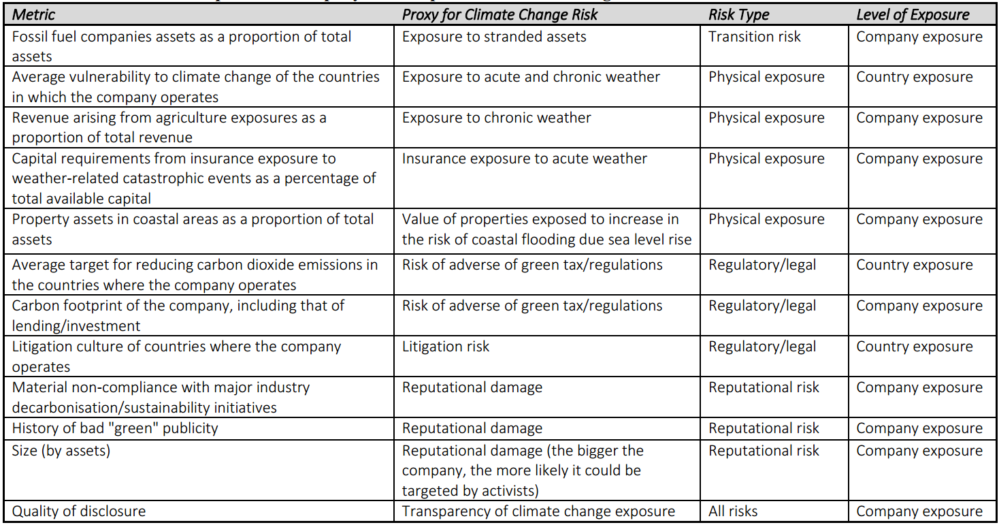 Metric Proxy for Climate Change Risk Risk Type Level of Exposure
Fossil fuel companies assets as a proportion of total Exposure to stranded assets Transition risk Company exposure
assets
Average vulnerability to climate change of the countries Exposure to acute and chronic weather Physical exposure Country exposure
in which the company operates
Revenue arising from agriculture exposures as a Exposure to chronic weather Physical exposure Company exposure
proportion of total revenue
Capital requirements from insurance exposure to Insurance exposure to acute weather Physical exposure Company exposure
weather-related catastrophic events as a percentage of
total available capital
Property assets in coastal areas as a proportion of total Value of properties exposed to increase in Physical exposure Company exposure
assets the risk of coastal flooding due sea level rise
Average target for reducing carbon dioxide emissions in Risk of adverse of green tax/regulations Regulatory/legal Country exposure
the countries where the company operates
Carbon footprint of the company, including that of Risk of adverse of green tax/regulations Regulatory/legal Company exposure
lending/investment
Litigation culture of countries where the company Litigation risk Regulatory/legal Country exposure
operates
Material non-compliance with major industry Reputational damage Reputational risk Company exposure
decarbonisation/sustainability initiatives
History of bad "green" publicity Reputational damage Reputational risk Company exposure
Size (by assets) Reputational damage (the bigger the Reputational risk Company exposure
company, the more likely it could be
targeted by activists)
Quality of disclosure Transparency of climate change exposure All risks Company exposure